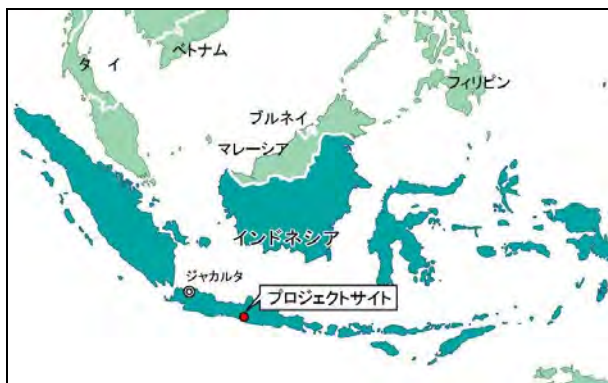 ベトナム
タイ
フィリピン
ブルネイ
マレーシア
インドネシア
ジャカルタ
プロジェクトサイト